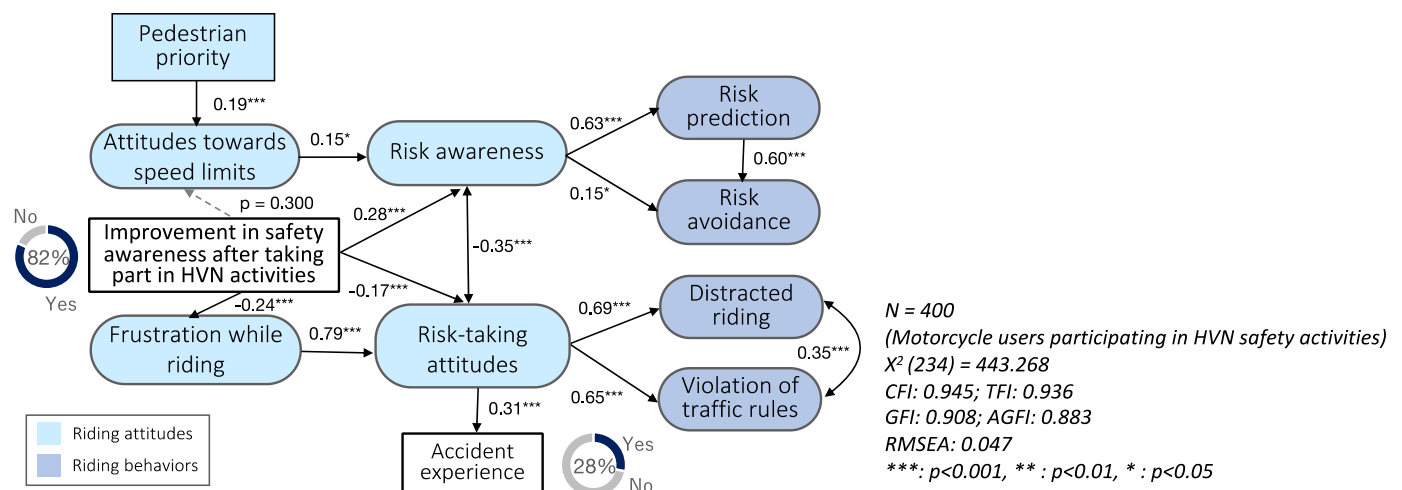 Pedestrian
priority
0.19***
Attitudes towards
speed limits
0.15*
Risk awareness
0.63***
Risk
prediction
0.60***
0.15*
Risk
avoidance
p = 0.300
No
82%
Yes
Improvement in safety
awareness after taking
part in HVN activities
0.28***
-0.35***
-0.17***
-0.24***
Frustration while
riding
0.79***
Risk-taking
attitudes
0.69***
Distracted
riding
0.35***
0.65***
Violation of
traffic rules
0.31***
Accident
experience
28%
Yes
No
Riding attitudes
Riding behaviors
N = 400
(Motorcycle users participating in HVN safety activities)
X² (234) = 443.268
CFI: 0.945; TFI: 0.936
GFI: 0.908; AGFI: 0.883
RMSEA: 0.047
***: p<0.001, ** : p<0.01, * : p<0.05